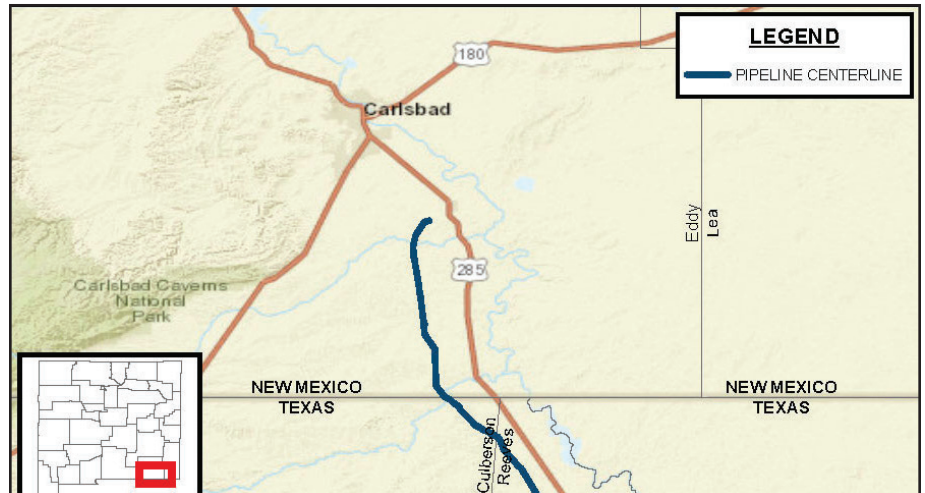 LEGEND
PIPELINE CENTERLINE
180
Carlsbad
Eddy
Lea
285
Carlsbad Caverns
National
Park
NEW MEXICO
TEXAS
NEW MEXICO
TEXAS
Culberson
Reeves